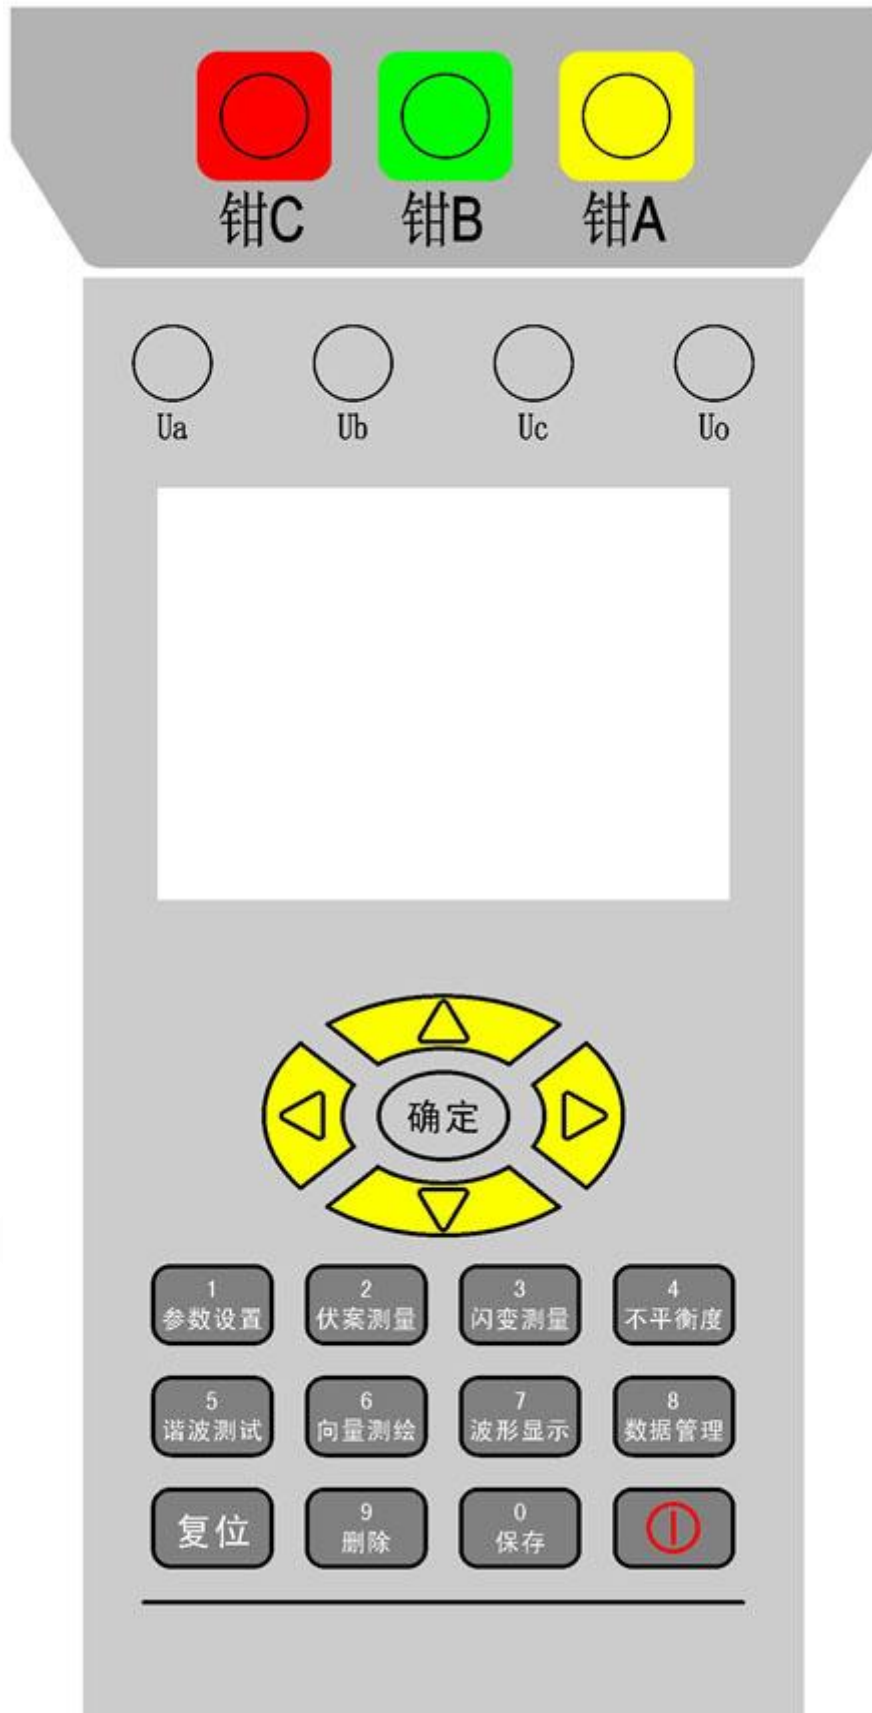 钳C 钳B 钳A
Ua Ub Uc Uo
确定
1 2 3 4
参数设置 伏案测量 闪变测量 不平衡度
5 6 7 8
谐波测试 向量测绘 波形显示 数据管理
复位
9 0
删除 保存